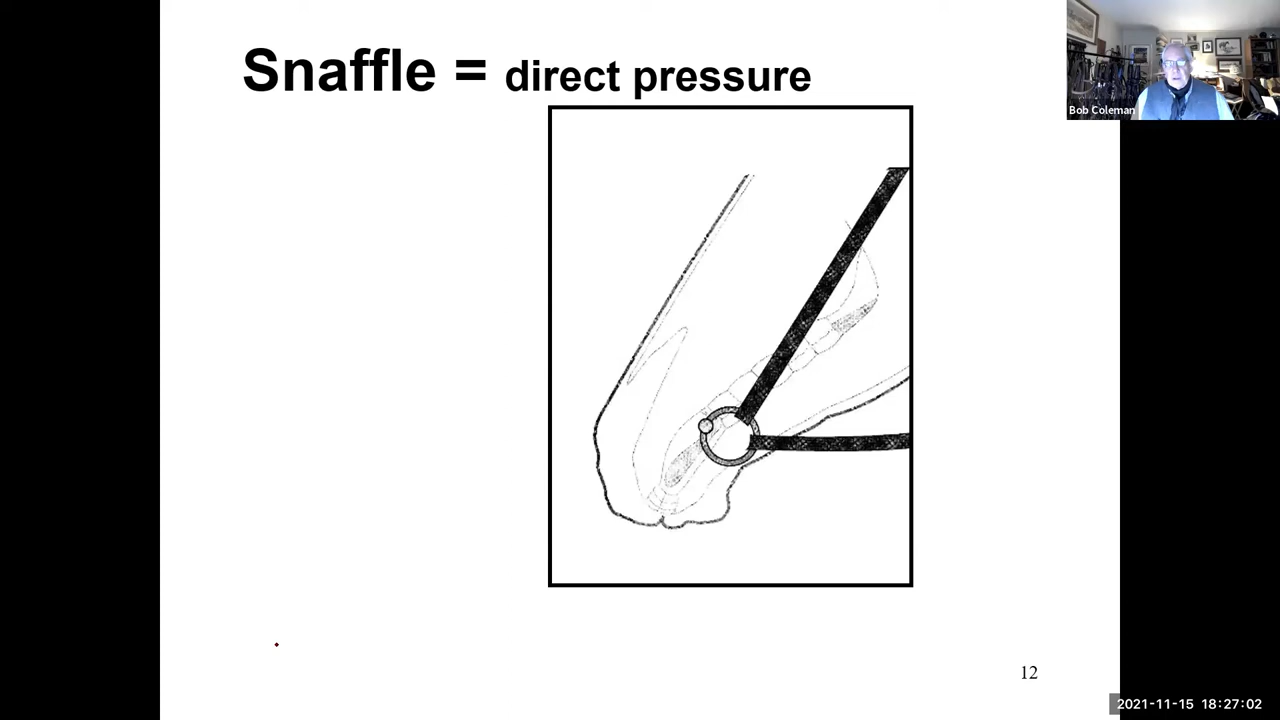 Snaffle = direct pressure
Bob Coleman
12
2021-11-15 18:27:02